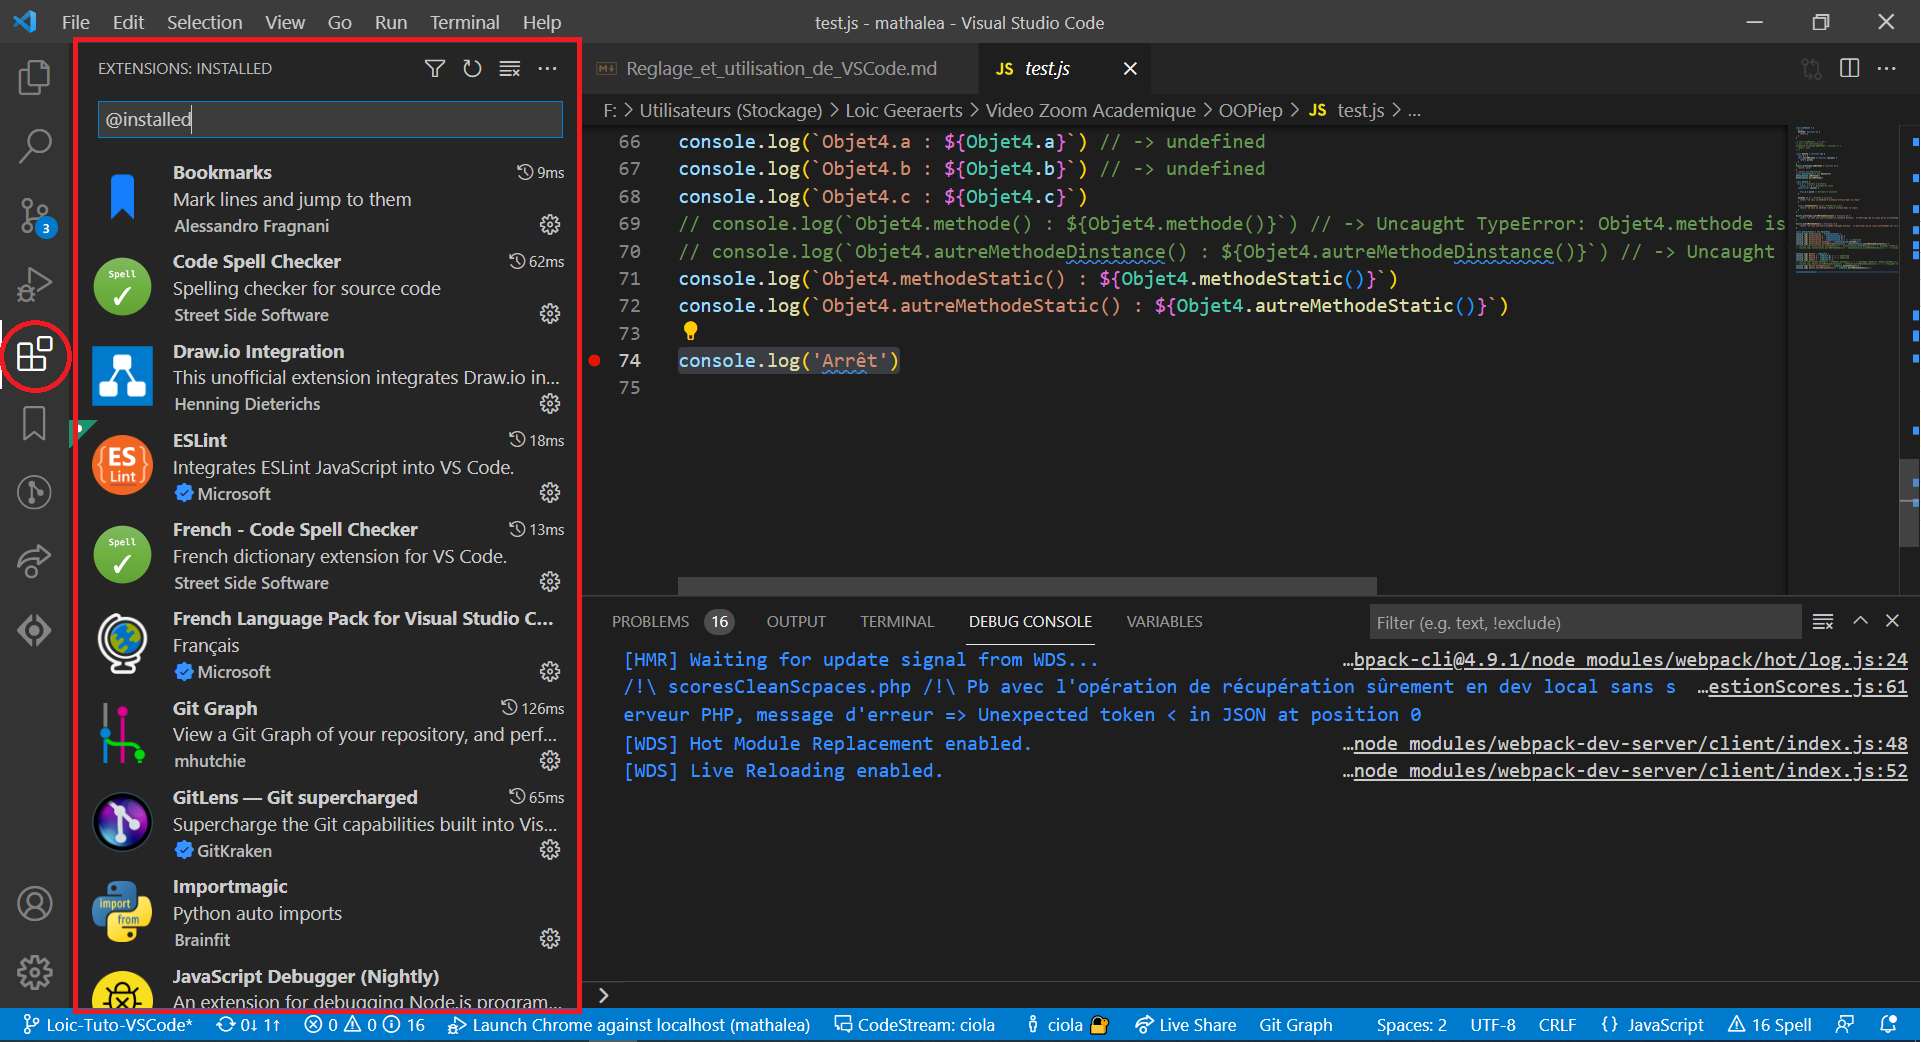 File Edit Selection View Go Run Terminal Help
test.js - mathalea - Visual Studio Code
EXTENSIONS: INSTALLED
@installed
Bookmarks 9ms
Mark lines and jump to them
Alessandro Fragnani
Spell
Code Spell Checker 62ms
Spelling checker for source code
Street Side Software
Draw.io Integration
This unofficial extension integrates Draw.io in...
Henning Dieterichs
ES
Lint
ESLint 18ms
Integrates ESLint JavaScript into VS Code.
Microsoft
Spell
French - Code Spell Checker 13ms
French dictionary extension for VS Code.
Street Side Software
French Language Pack for Visual Studio C...
Français
Microsoft
Git Graph 126ms
View a Git Graph of your repository, and perf...
mhutchie
GitLens — Git supercharged 65ms
Supercharge the Git capabilities built into Vis...
GitKraken
import
from
Importmagic
Python auto imports
Brainfit
JavaScript Debugger (Nightly)
An extension for debugging Node.js program...
3
Reglage_et_utilisation_de_VSCode.md
JS test.js
F: > Utilisateurs (Stockage) > Loic Geeraerts > Video Zoom Academique > OOPiep > JS test.js > ...
66 console.log(`Objet4.a : ${Objet4.a}`) // -> undefined
67 console.log(`Objet4.b : ${Objet4.b}`) // -> undefined
68 console.log(`Objet4.c : ${Objet4.c}`)
69 // console.log(`Objet4.methode() : ${Objet4.methode()}`) // -> Uncaught TypeError: Objet4.methode is
70 // console.log(`Objet4.autreMethodeDinstance() : ${Objet4.autreMethodeDinstance()}`) // -> Uncaught
71 console.log(`Objet4.methodeStatic() : ${Objet4.methodeStatic()}`)
72 console.log(`Objet4.autreMethodeStatic() : ${Objet4.autreMethodeStatic()}`)
73
74 console.log('Arrêt')
75
PROBLEMS 16 OUTPUT TERMINAL DEBUG CONSOLE VARIABLES
Filter (e.g. text, !exclude)
[HMR] Waiting for update signal from WDS... …bpack-cli@4.9.1/node_modules/webpack/hot/log.js:24
/!\ scoresCleanScpaces.php /!\ Pb avec l'opération de récupération sûrement en dev local sans s …estionScores.js:61
erveur PHP, message d'erreur => Unexpected token < in JSON at position 0
[WDS] Hot Module Replacement enabled. …node_modules/webpack-dev-server/client/index.js:48
[WDS] Live Reloading enabled. …node_modules/webpack-dev-server/client/index.js:52
>
Loic-Tuto-VSCode* 0↓ 1↑ 0 0 16 Launch Chrome against localhost (mathalea) CodeStream: ciola ciola Live Share Git Graph Spaces: 2 UTF-8 CRLF {} JavaScript 16 Spell